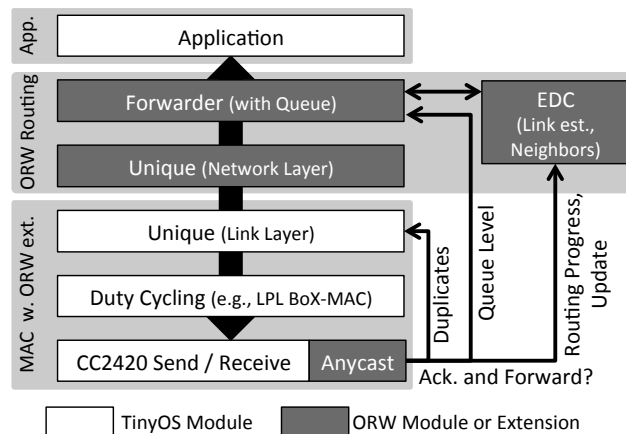 App.
Application
ORW Routing
Forwarder (with Queue)
EDC
(Link est.,
Neighbors)
Unique (Network Layer)
MAC w. ORW ext.
Unique (Link Layer)
Duty Cycling (e.g., LPL BoX-MAC)
CC2420 Send / Receive
Anycast
Duplicates
Queue Level
Routing Progress,
Update
Ack. and Forward?
TinyOS Module
ORW Module or Extension